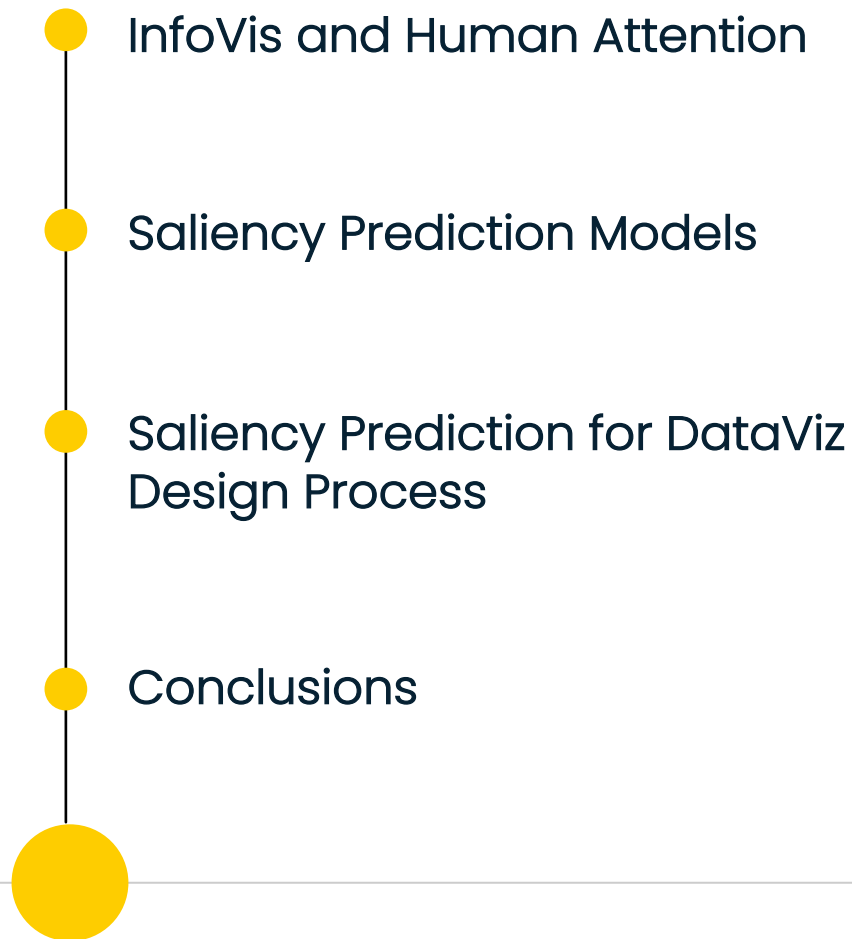 InfoVis and Human Attention
Saliency Prediction Models
Saliency Prediction for DataViz
Design Process
Conclusions